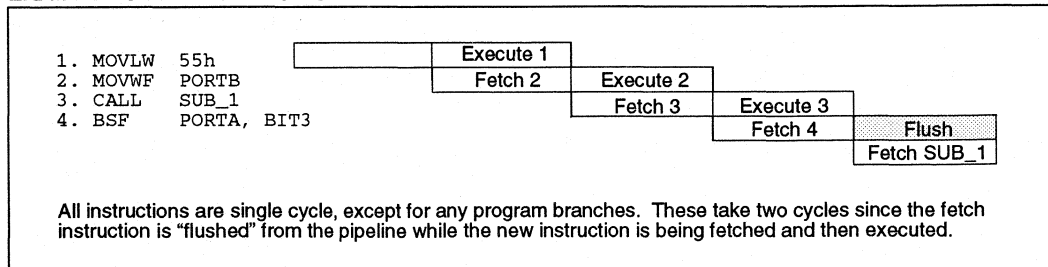 1. MOVLW 55h
2. MOVWF PORTB
3. CALL SUB_1
4. BSF PORTA, BIT3
Execute 1
Fetch 2 Execute 2
Fetch 3 Execute 3
Fetch 4 Flush
Fetch SUB_1
All instructions are single cycle, except for any program branches. These take two cycles since the fetch
instruction is “flushed” from the pipeline while the new instruction is being fetched and then executed.